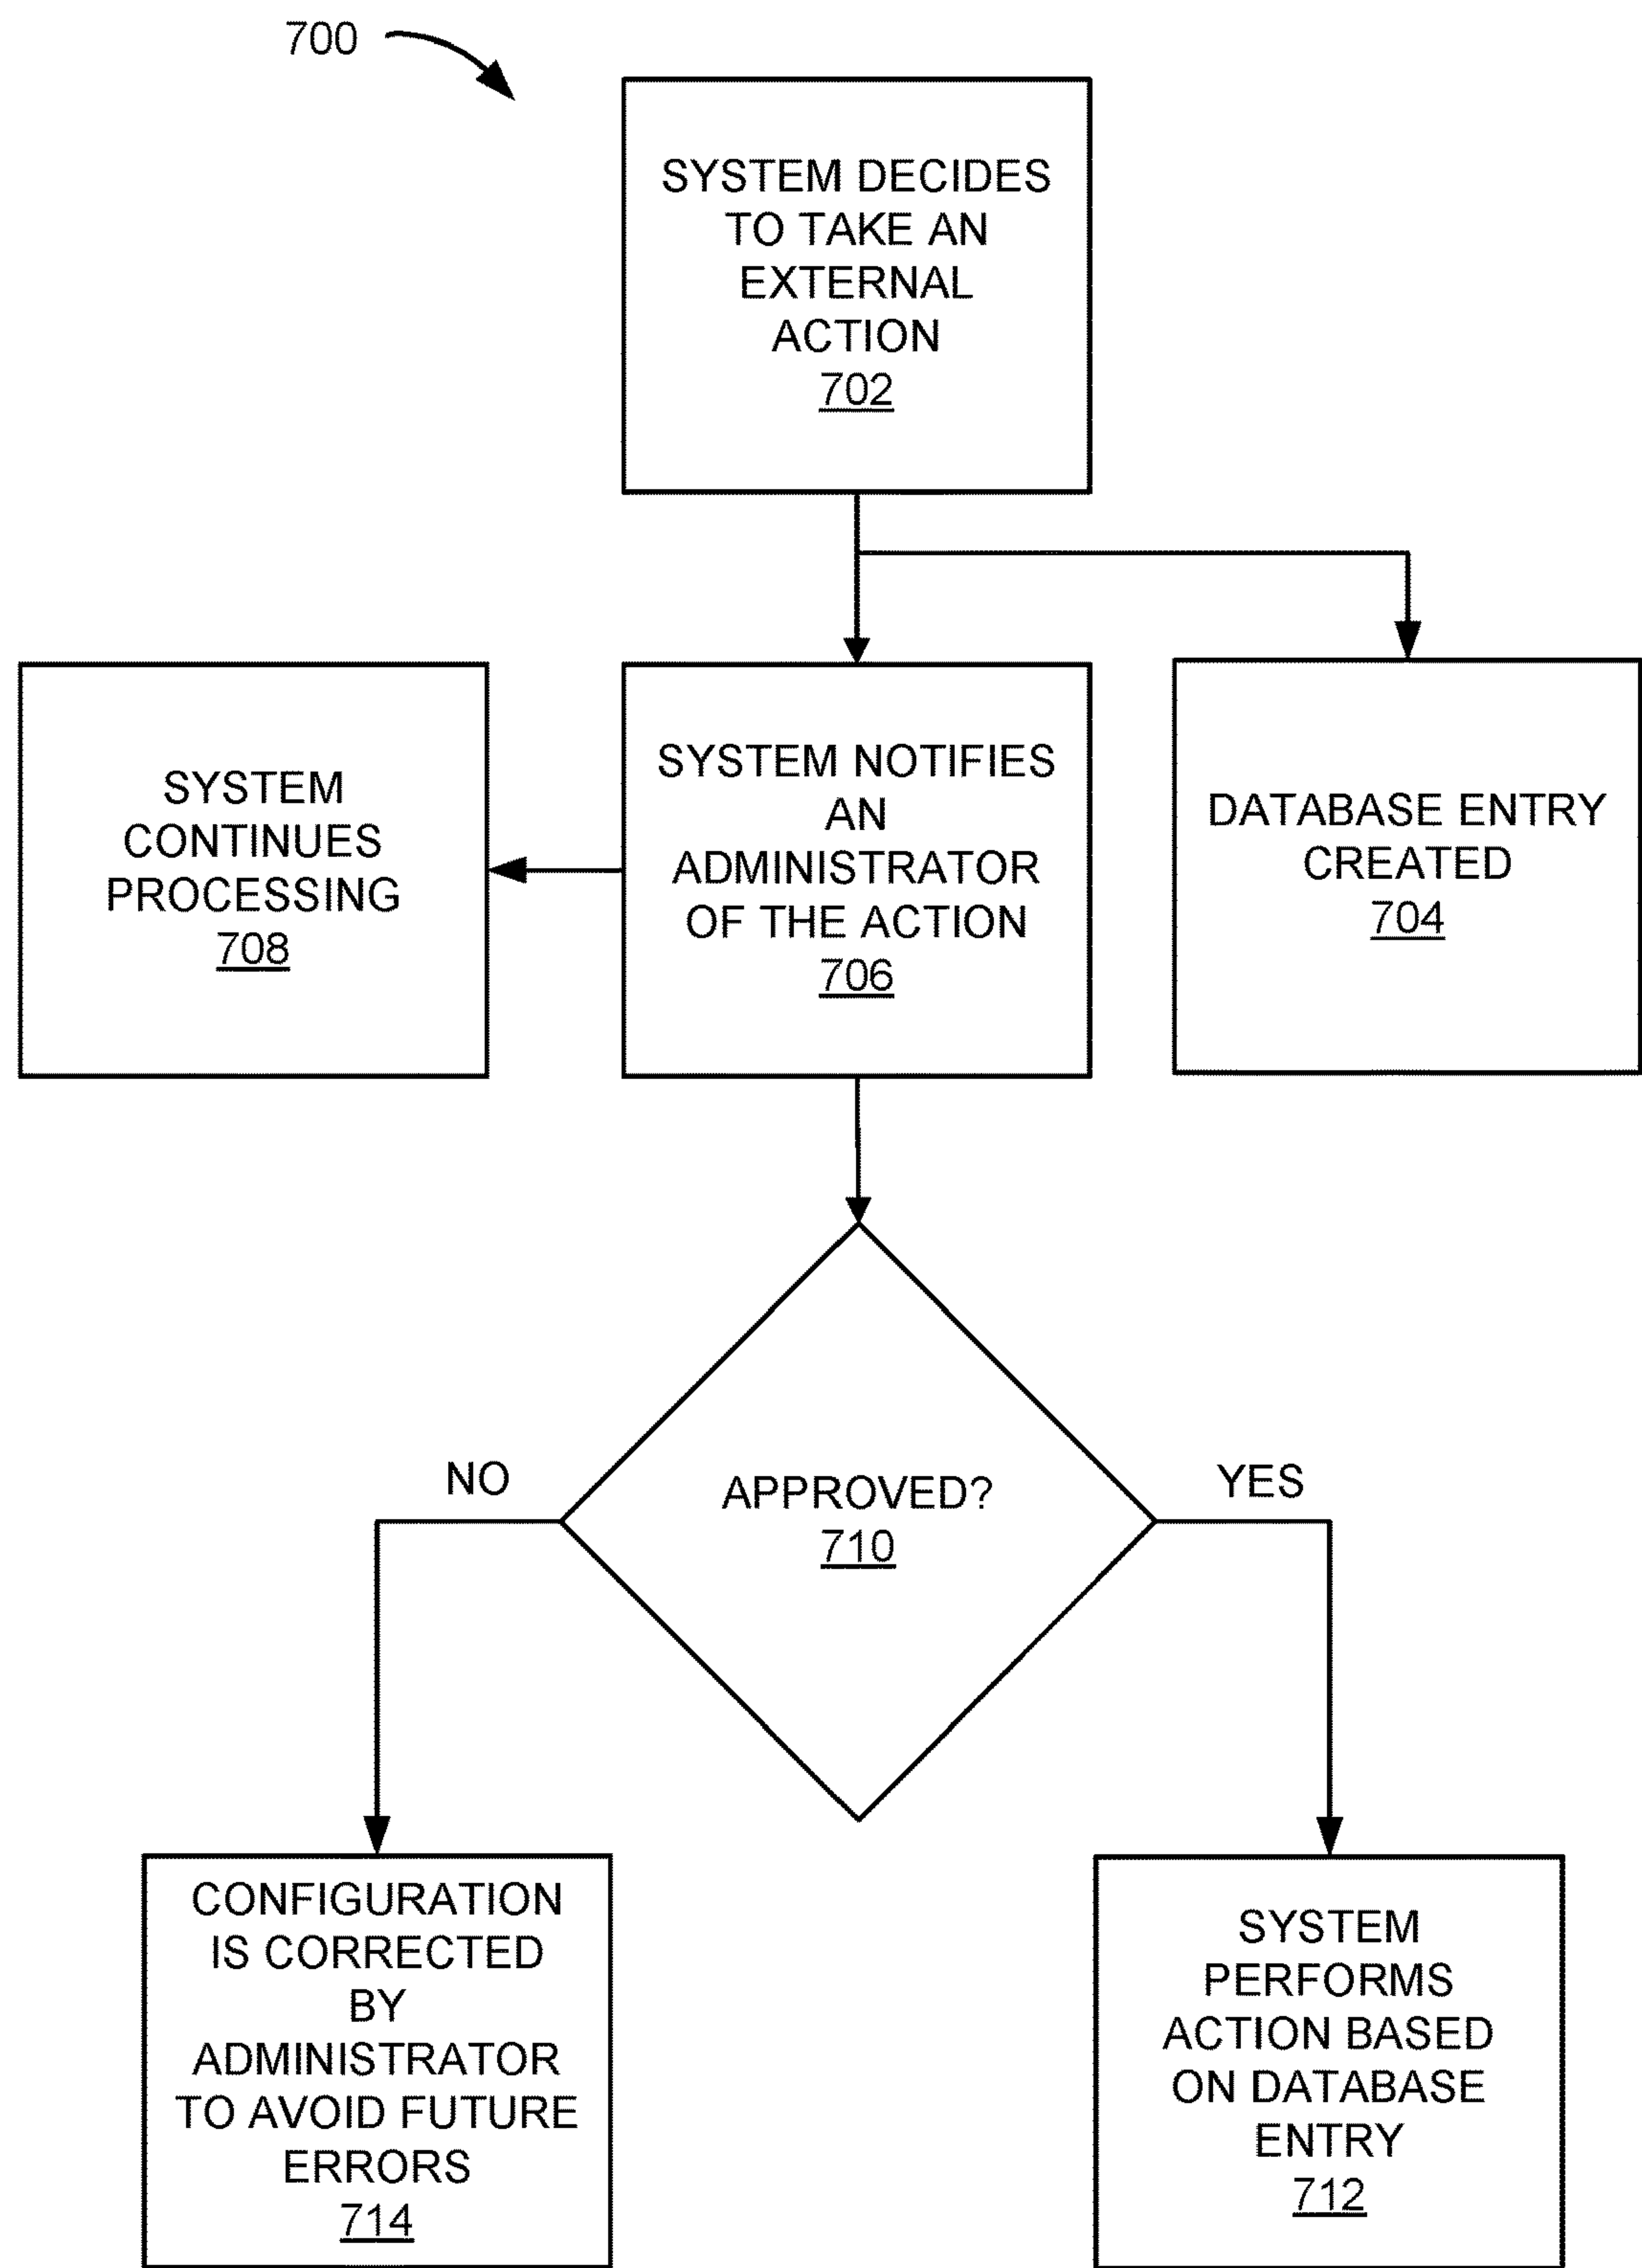 700
SYSTEM DECIDES
TO TAKE AN
EXTERNAL
ACTION
702
SYSTEM
CONTINUES
PROCESSING
708
SYSTEM NOTIFIES
AN
ADMINISTRATOR
OF THE ACTION
706
DATABASE ENTRY
CREATED
704
NO
APPROVED?
710
YES
CONFIGURATION
IS CORRECTED
BY
ADMINISTRATOR
TO AVOID FUTURE
ERRORS
714
SYSTEM
PERFORMS
ACTION BASED
ON DATABASE
ENTRY
712